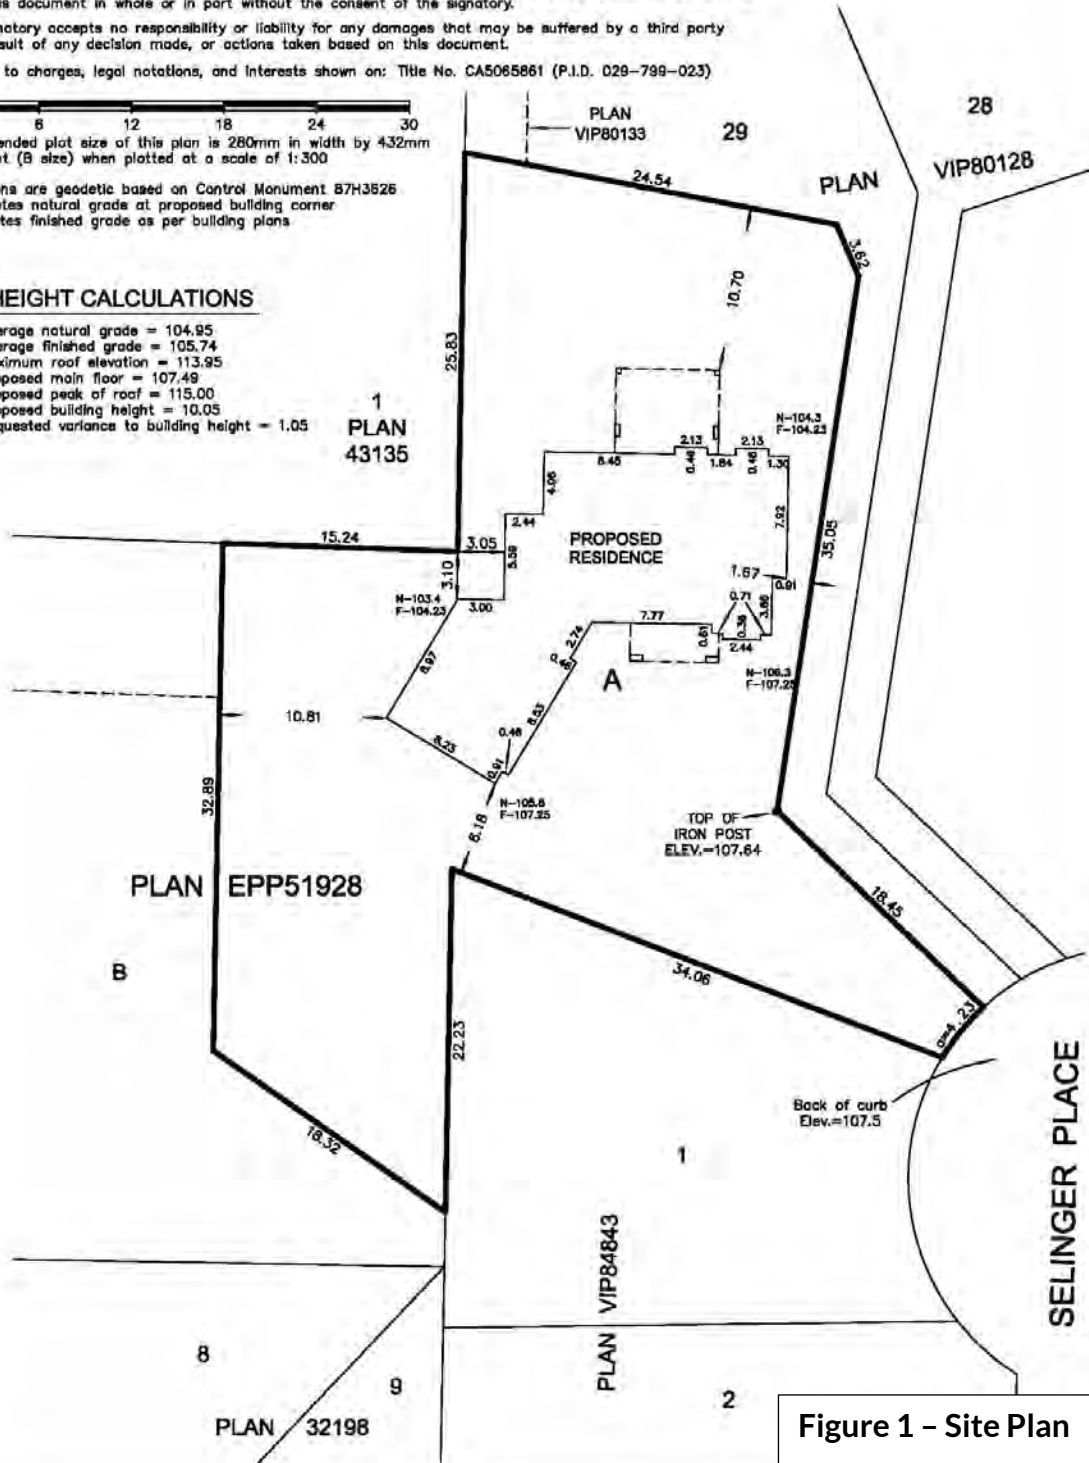 is document in whole or in part without the consent of the signatory.
natory accepts no responsibility or liability for any damages that may be suffered by a third party
sult of any decision made, or actions taken based on this document.
to charges, legal notations, and interests shown on: Title No. CA5065861 (P.I.D. 029-799-023)
6 12 18 24 30
ended plot size of this plan is 280mm in width by 432mm
t (B size) when plotted at a scale of 1:300
ns are geodetic based on Control Monument 87H3626
tes natural grade at proposed building corner
tes finished grade as per building plans
HEIGHT CALCULATIONS
erage natural grade = 104.95
erage finished grade = 105.74
ximum roof elevation = 113.95
posed main floor = 107.49
posed peak of roof = 115.00
posed building height = 10.05
quested variance to building height = 1.05
PLAN
VIP80133
29
28
PLAN VIP80128
24.54
3.62
10.70
25.83
1
PLAN
43135
N-104.3
F-104.23
2.13
2.13
0.46
0.46
6.45
1.84
1.30
4.06
2.44
7.92
35.05
15.24
3.05
5.59
PROPOSED
RESIDENCE
3.10
3.00
N-103.4
F-104.23
1.67
0.91
0.71
3.66
7.77
0.61
0.38
2.44
2.74
0.46
A
N-106.3
F-107.25
8.97
10.81
8.23
8.53
0.46
0.91
N-105.6
F-107.25
6.18
32.89
TOP OF
IRON POST
ELEV.=107.64
PLAN EPP51928
18.45
B
34.06
22.23
a=4.23
Back of curb
Elev.=107.5
18.32
1
SELINGER PLACE
PLAN VIP84843
8
9
2
PLAN 32198
Figure 1 – Site Plan